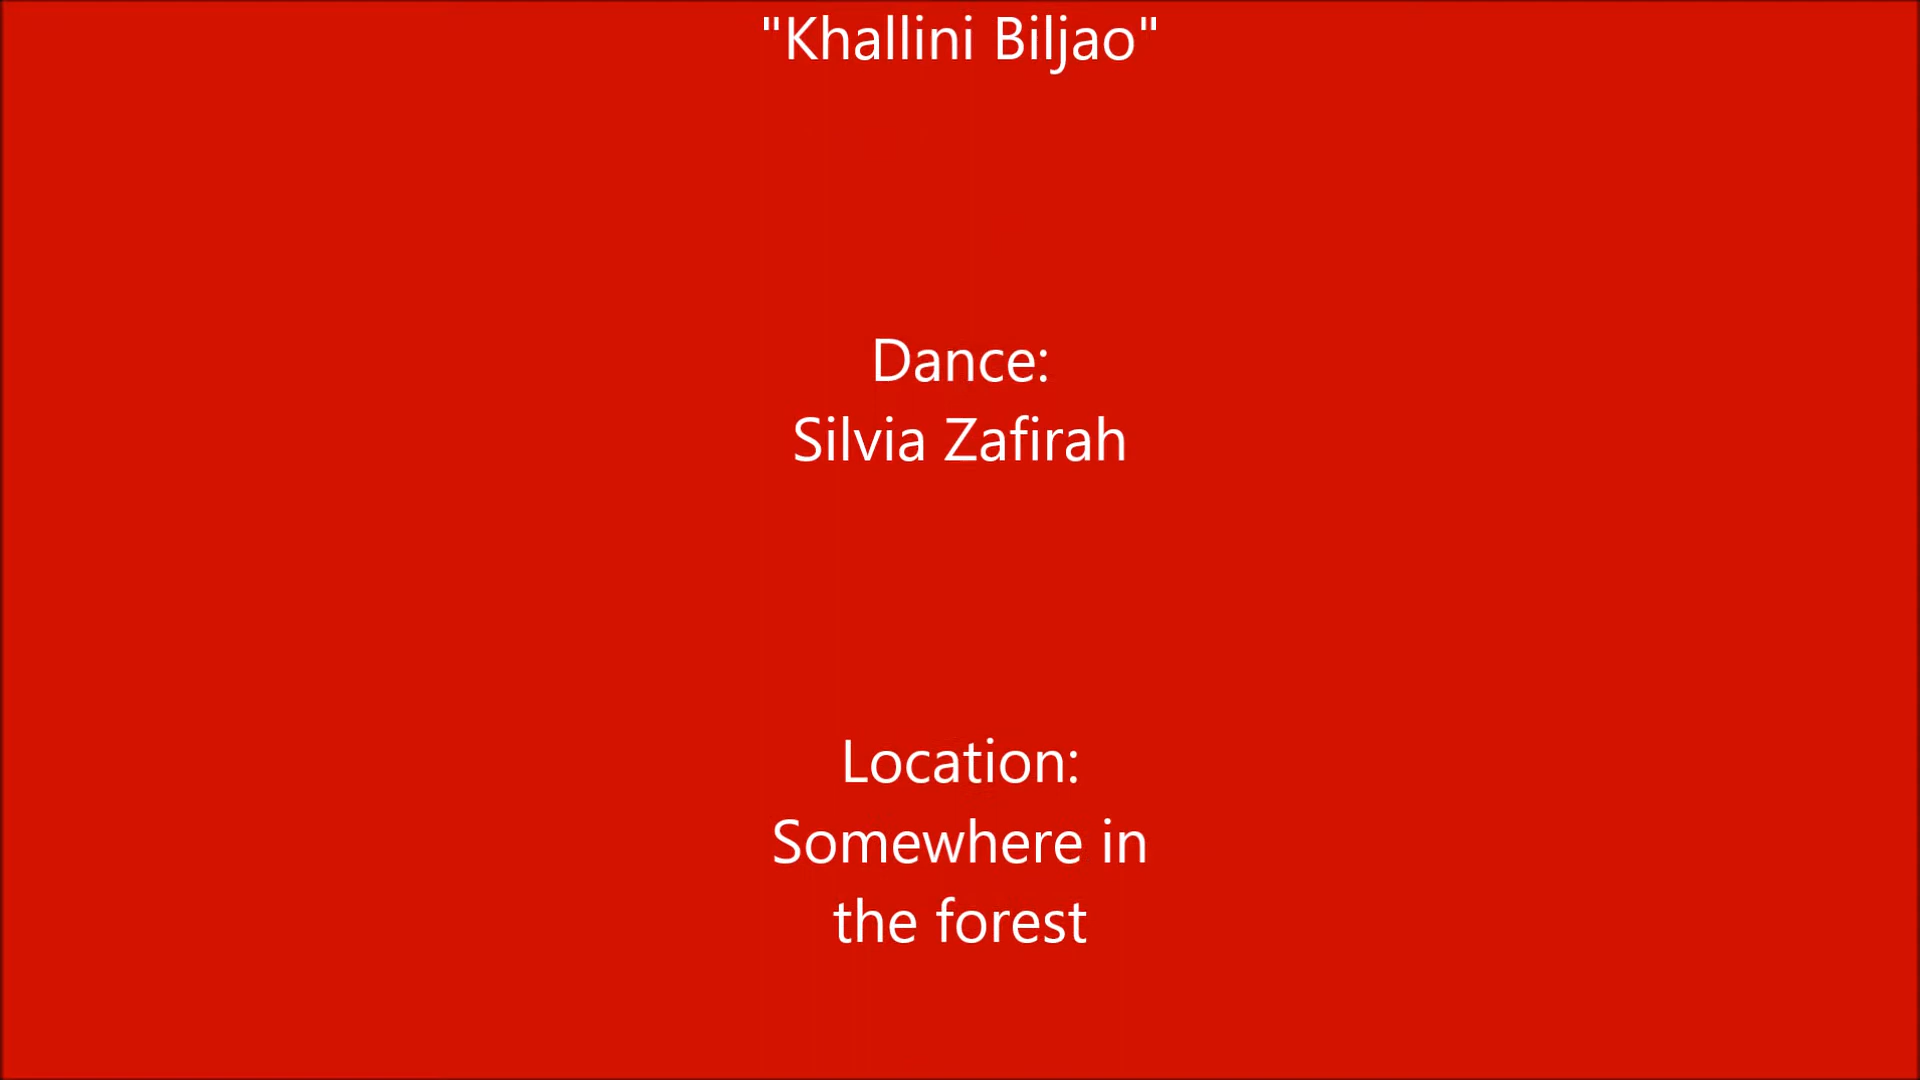 "Khallini Biljao"
Dance:
Silvia Zafirah
Location:
Somewhere in
the forest